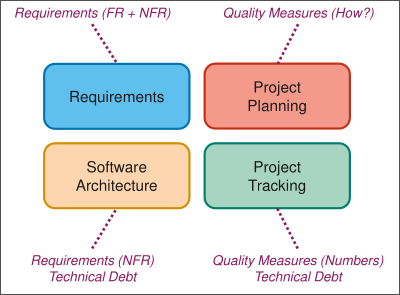 Requirements (FR + NFR)
Quality Measures (How?)
Requirements
Project
Planning
Software
Architecture
Project
Tracking
Requirements (NFR)
Technical Debt
Quality Measures (Numbers)
Technical Debt